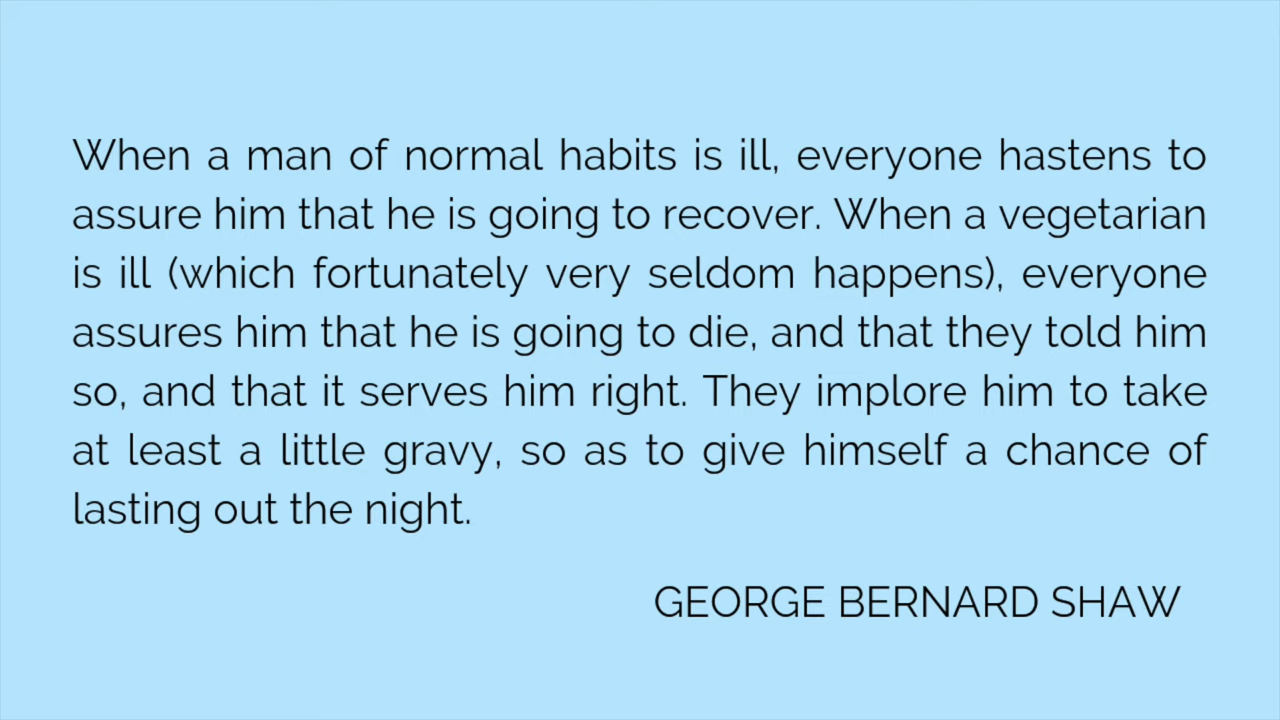 When a man of normal habits is ill, everyone hastens to
assure him that he is going to recover. When a vegetarian
is ill (which fortunately very seldom happens), everyone
assures him that he is going to die, and that they told him
so, and that it serves him right. They implore him to take
at least a little gravy, so as to give himself a chance of
lasting out the night.
GEORGE BERNARD SHAW